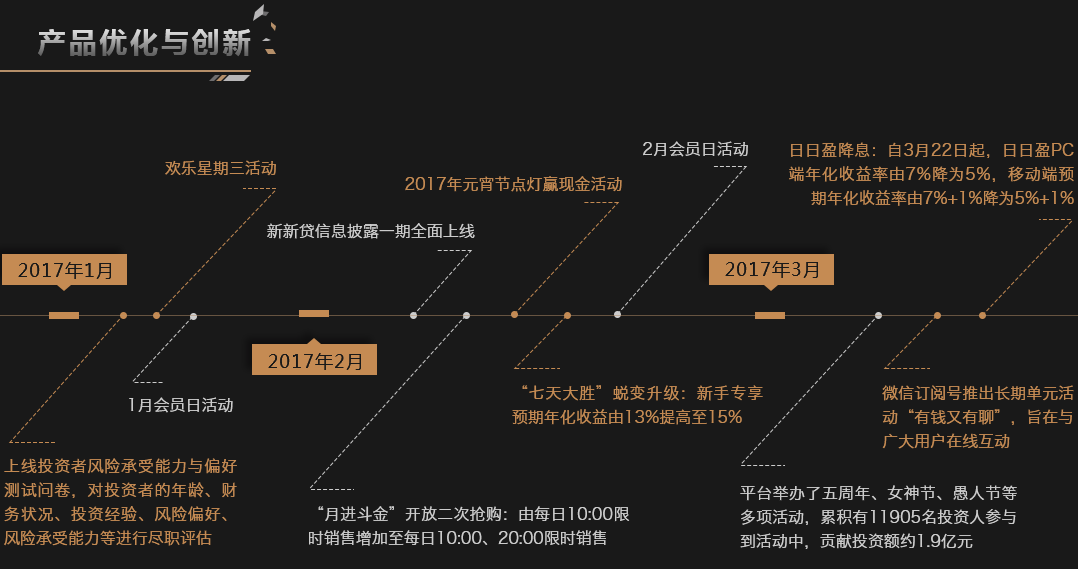 产品优化与创新
2017年1月
上线投资者风险承受能力与偏好
测试问卷，对投资者的年龄、财
务状况、投资经验、风险偏好、
风险承受能力等进行尽职评估
欢乐星期三活动
1月会员日活动
2017年2月
新新贷信息披露一期全面上线
“月进斗金”开放二次抢购：由每日10:00限
时销售增加至每日10:00、20:00限时销售
2017年元宵节点灯赢现金活动
“七天大胜”蜕变升级：新手专享
预期年化收益由13%提高至15%
2月会员日活动
2017年3月
平台举办了五周年、女神节、愚人节等
多项活动，累积有11905名投资人参与
到活动中，贡献投资额约1.9亿元
微信订阅号推出长期单元活
动“有钱又有聊”，旨在与
广大用户在线互动
日日盈降息：自3月22日起，日日盈PC
端年化收益率由7%降为5%，移动端预
期年化收益率由7%+1%降为5%+1%